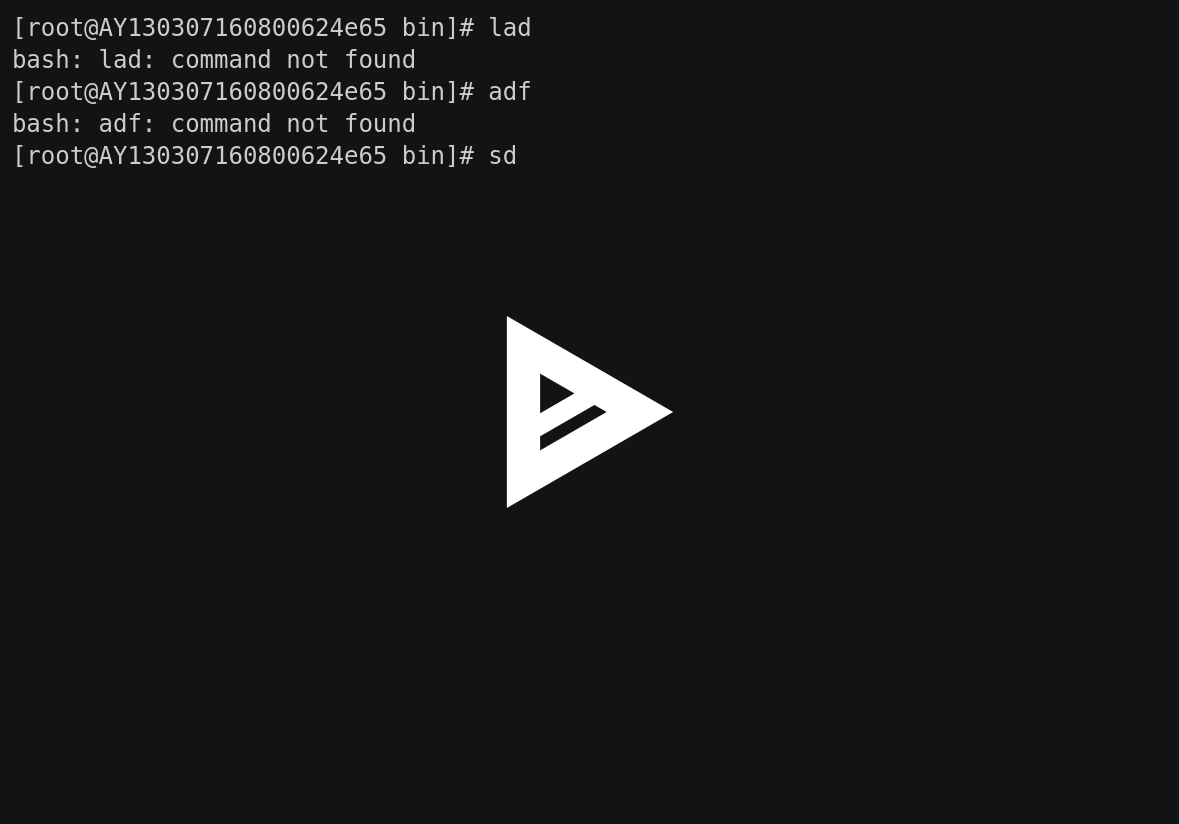 [root@AY130307160800624e65 bin]# lad
bash: lad: command not found
[root@AY130307160800624e65 bin]# adf
bash: adf: command not found
[root@AY130307160800624e65 bin]# sd